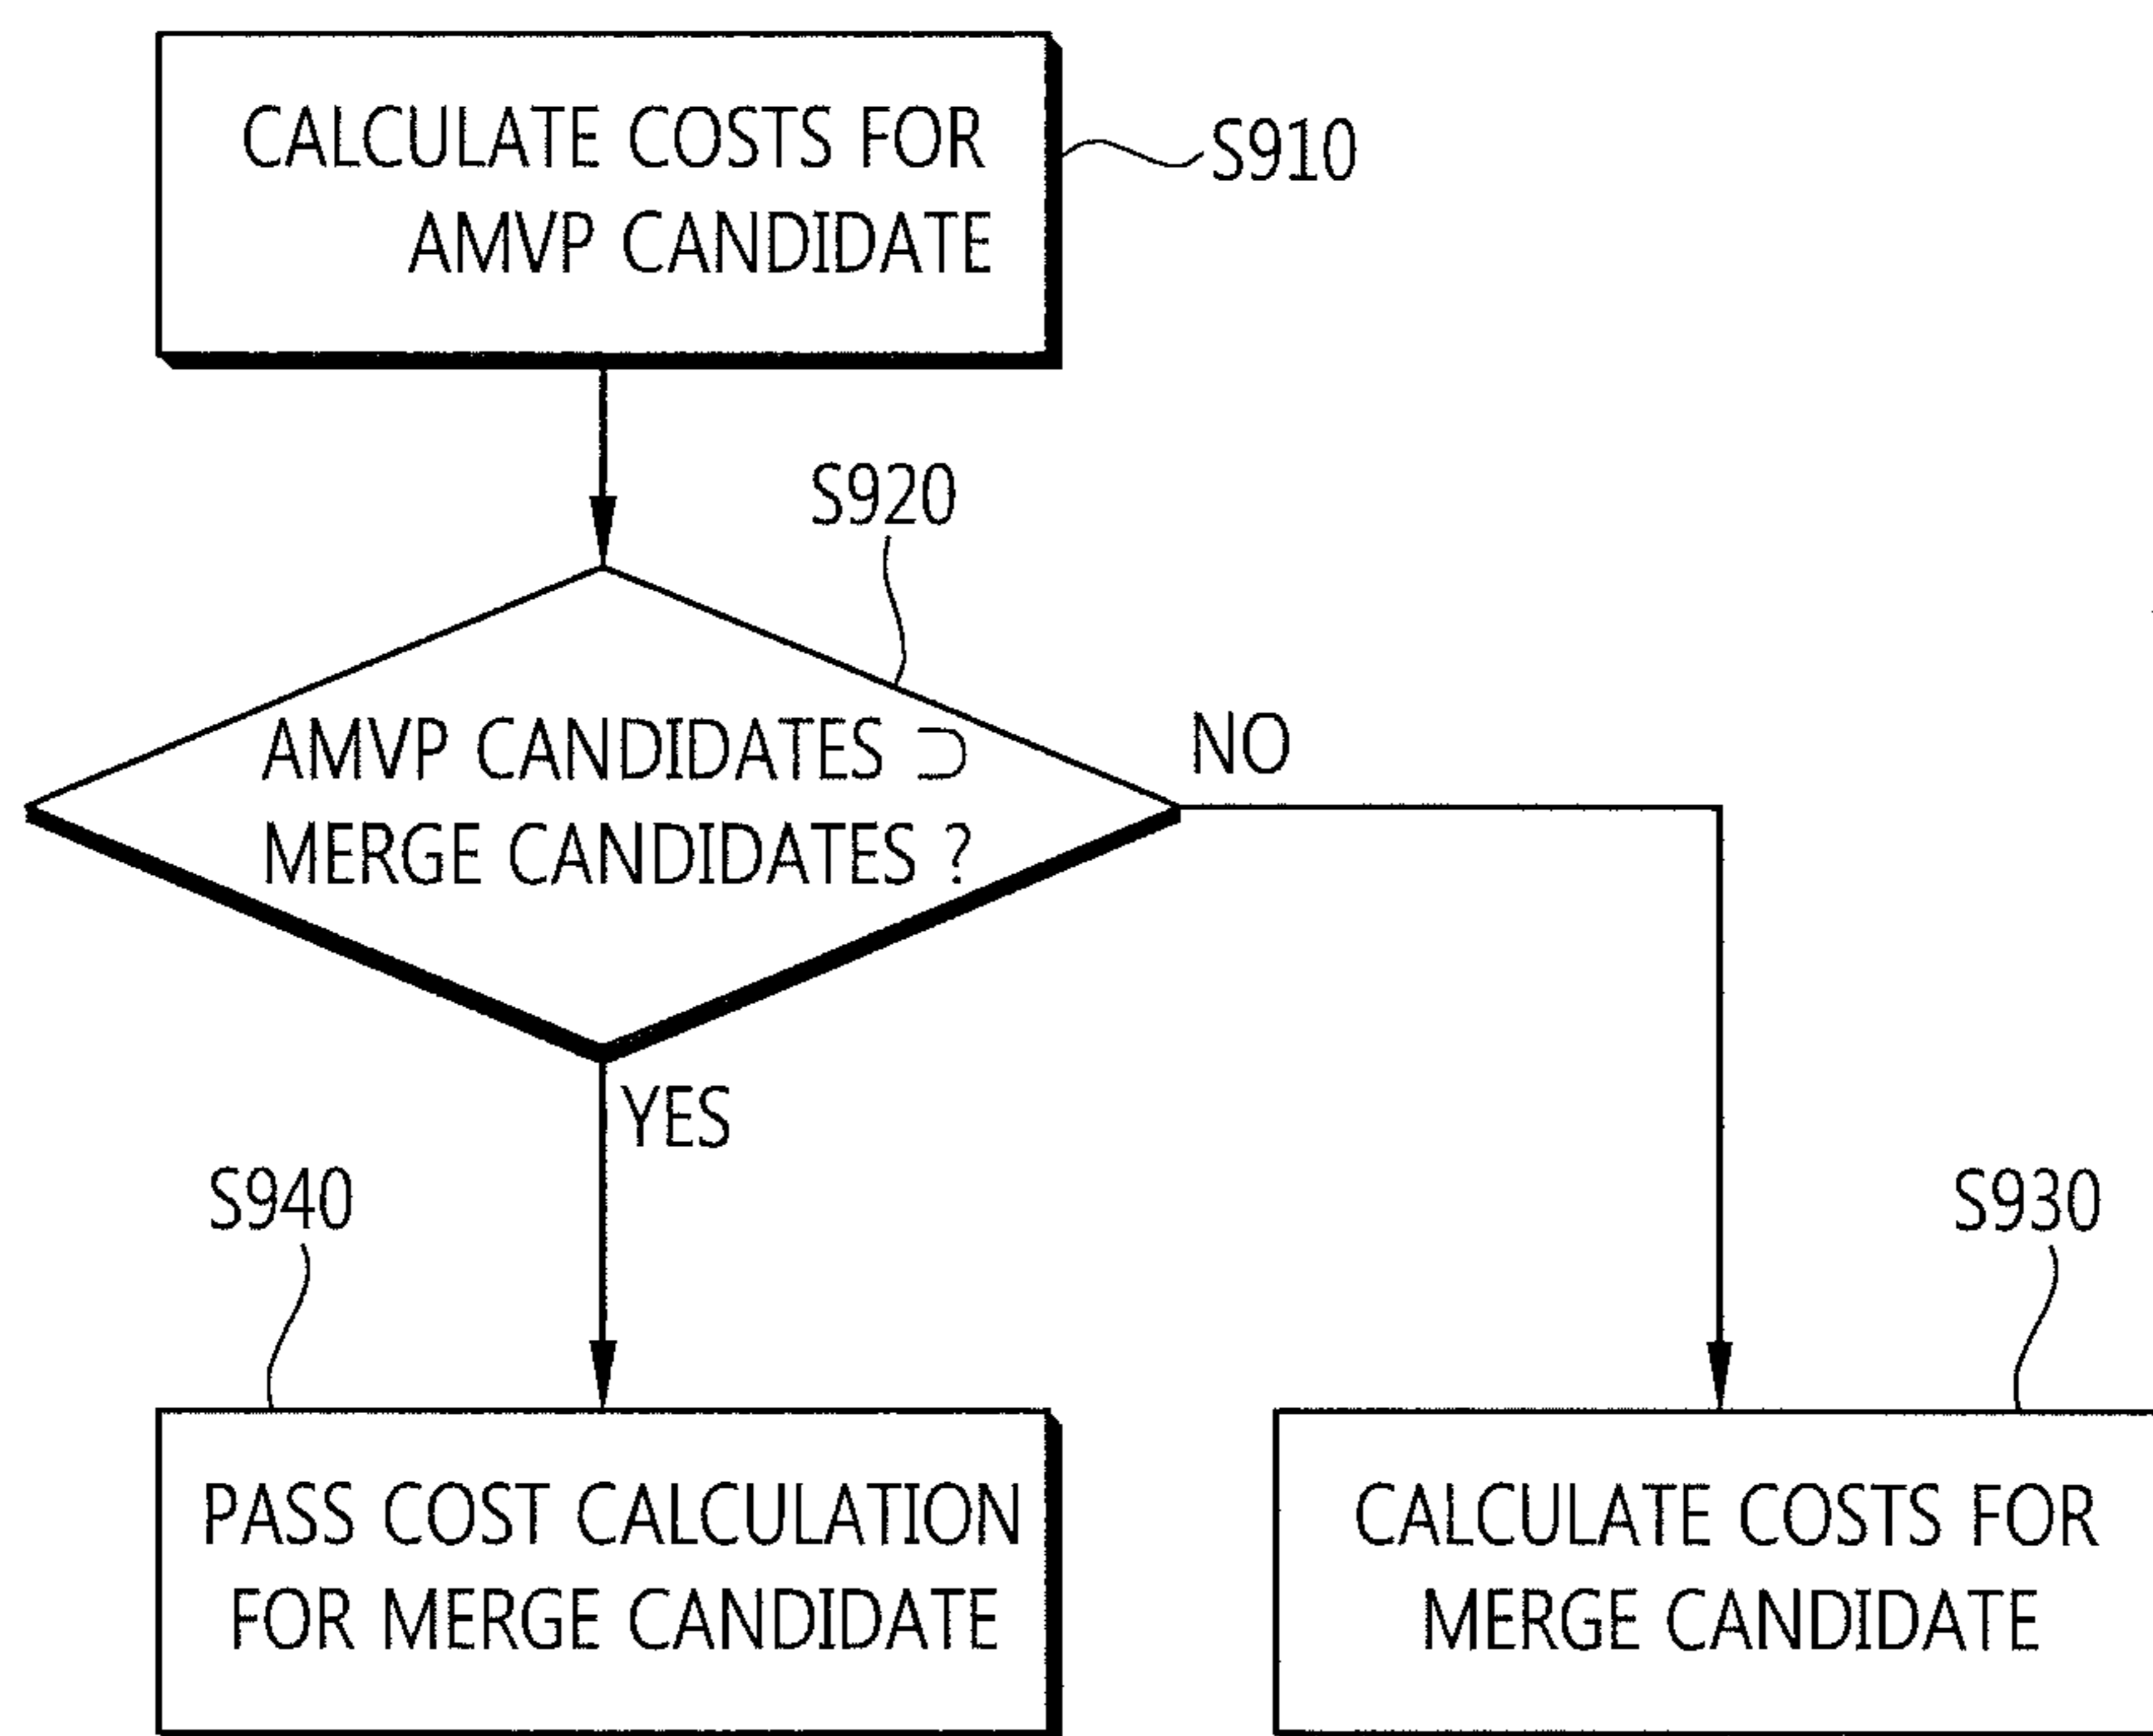 CALCULATE COSTS FOR
AMVP CANDIDATE
S910
S920
AMVP CANDIDATES ⊃
MERGE CANDIDATES ?
NO
YES
S940
S930
PASS COST CALCULATION
FOR MERGE CANDIDATE
CALCULATE COSTS FOR
MERGE CANDIDATE